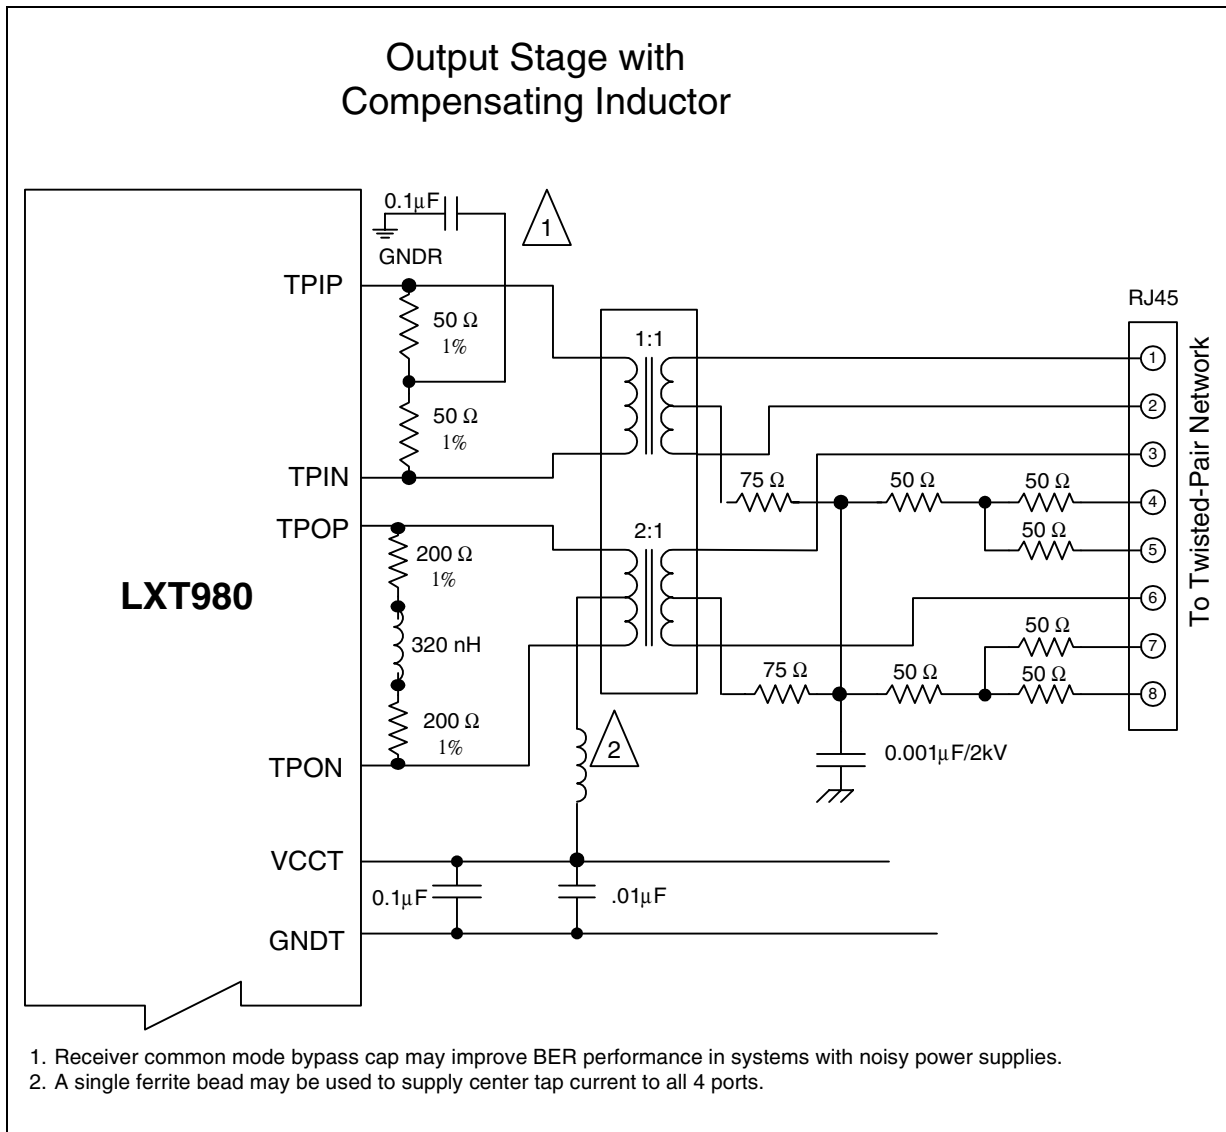 Output Stage with
Compensating Inductor
0.1µF
1
GNDR
TPIP
RJ45
50 Ω
1%
1:1
1
50 Ω
1%
2
TPIN
3
75 Ω
50 Ω
50 Ω
4
TPOP
2:1
50 Ω
5
200 Ω
1%
LXT980
6
To Twisted-Pair Network
320 nH
50 Ω
7
75 Ω
50 Ω
50 Ω
8
200 Ω
1%
2
TPON
0.001µF/2kV
VCCT
0.1µF
.01µF
GNDT
1. Receiver common mode bypass cap may improve BER performance in systems with noisy power supplies.
2. A single ferrite bead may be used to supply center tap current to all 4 ports.